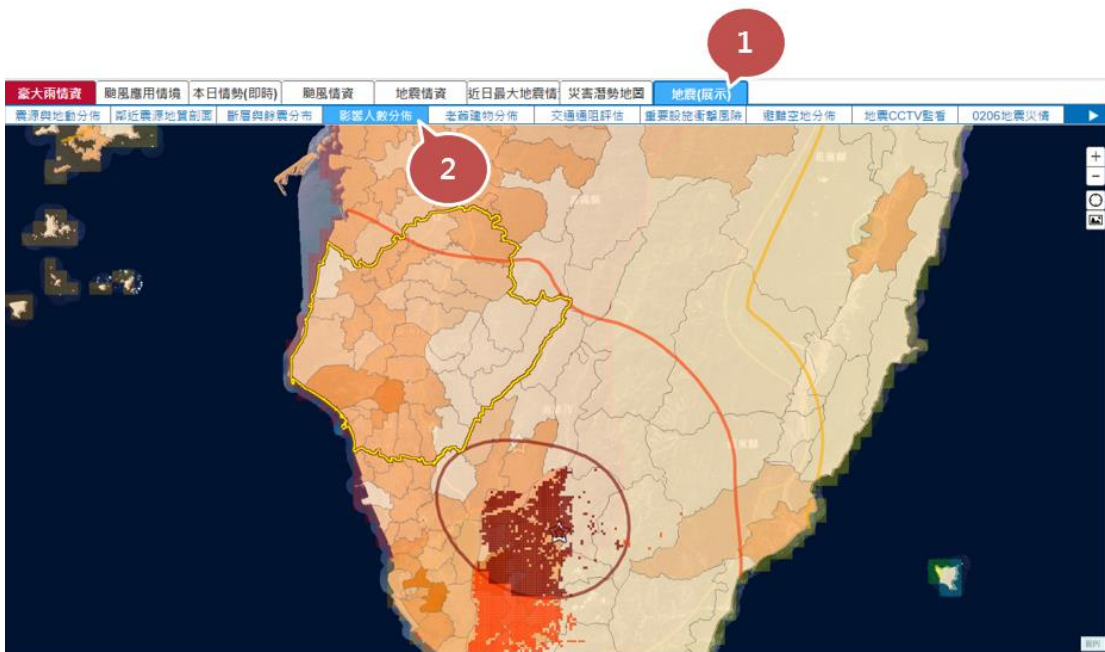 1
豪大雨情資 颱風應用情境 本日情勢(即時) 颱風情資 地震情資 近日最大地震情 災害潛勢地圖 地震(展示)
震源與地動分佈 鄰近震源地質剖面 斷層與餘震分布 影響人數分佈 老舊建物分佈 交通通阻評估 重要設施衝擊風險 避難空地分佈 地震CCTV監看 0206地震災情
2